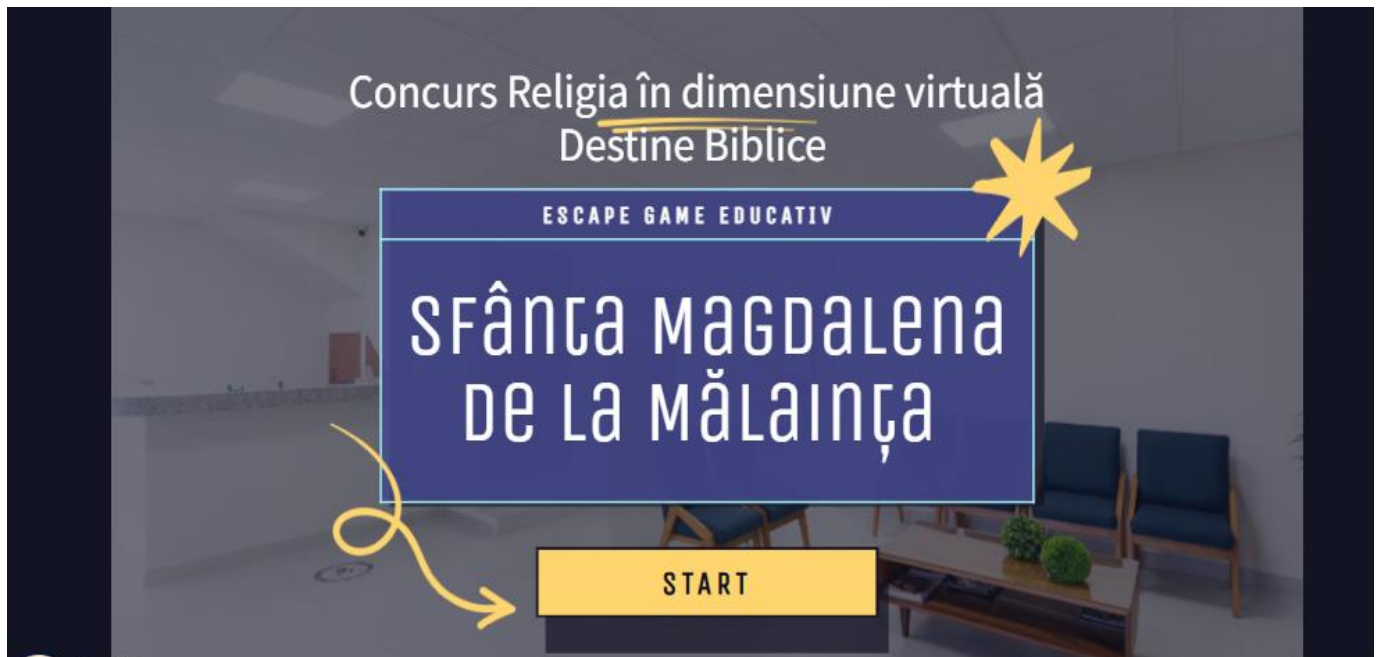 Concurs Religia în dimensiune virtuală
Destine Biblice
ESCAPE GAME EDUCATIV
Sfânta Magdalena
de la Mălaința
START